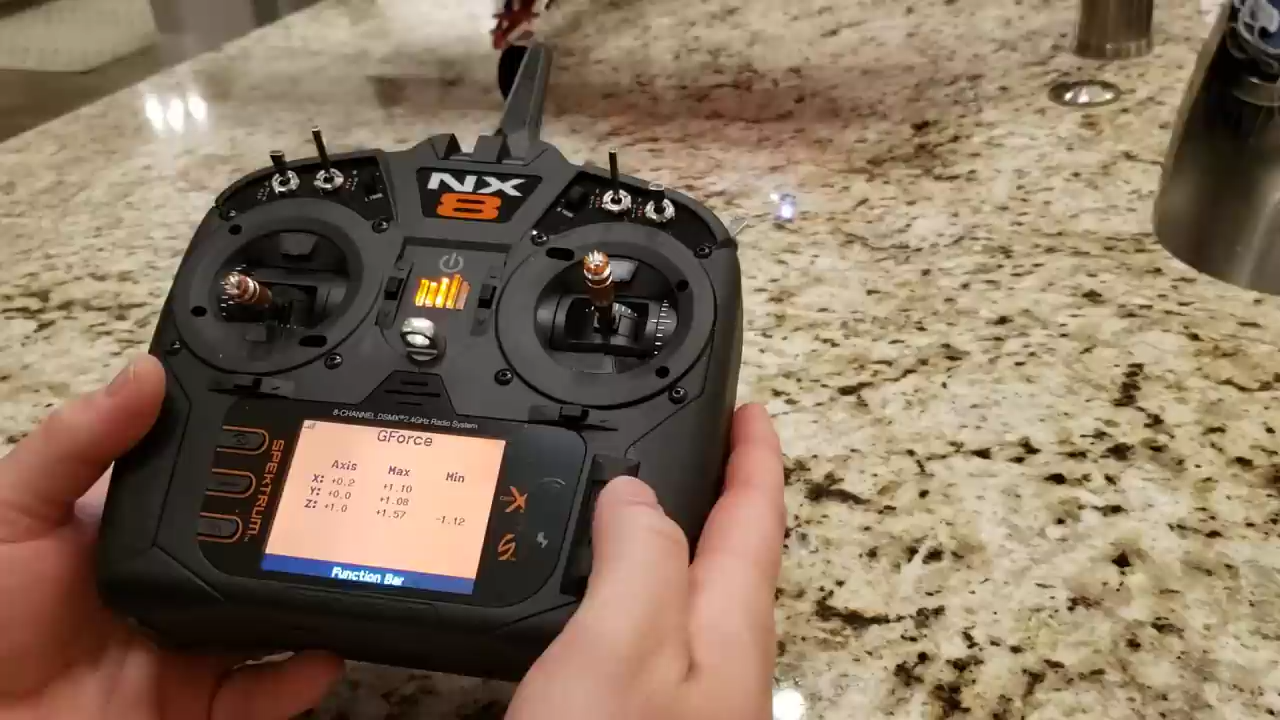 NX
8
8-CHANNEL DSMX® 2.4GHz Radio System
SPEKTRUM
GForce
Axis Max Min
X: +0.2 +1.10
Y: +0.0 +1.08
Z: +1.0 +1.57 -1.12
Function Bar